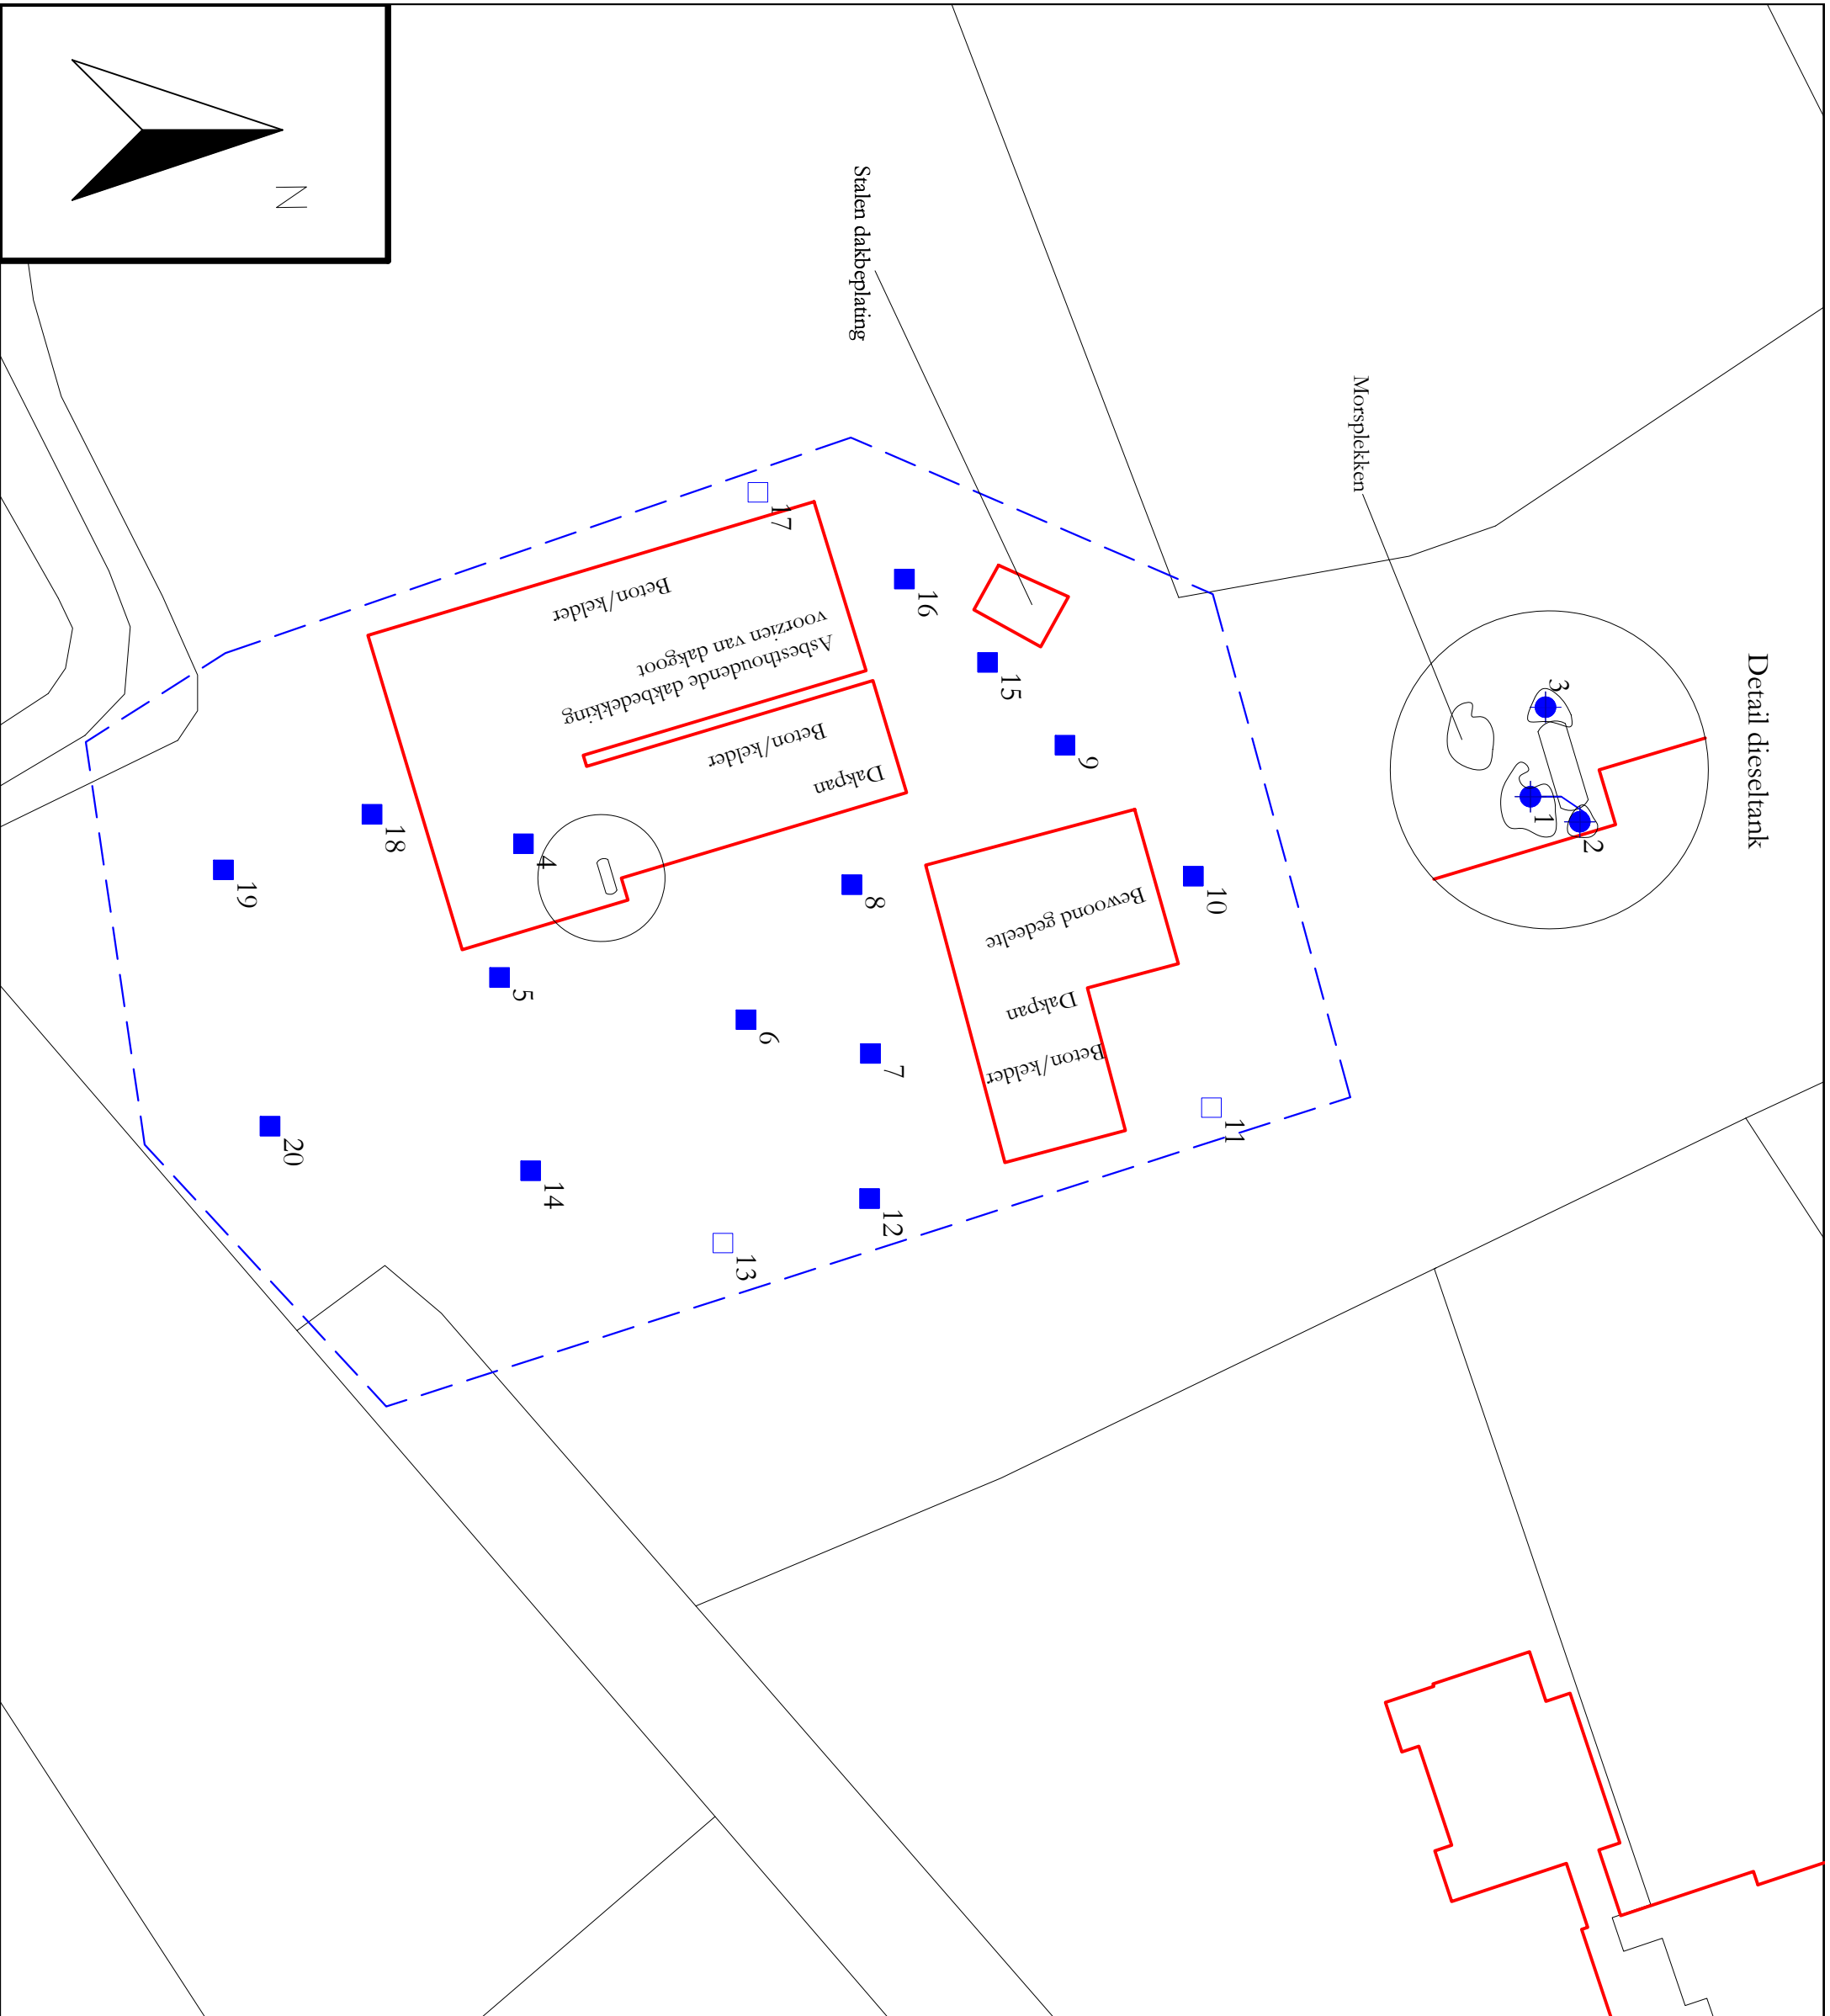 N
Stalen dakbeplating
Morsplekken
Detail dieseltank
3
1
2
17
16
15
9
10
Beton/kelder
Asbesthoudende dakbedekking
voorzien van dakgoot
Beton/kelder
Dakpan
18
4
19
8
Bewoond gedeelte
Dakpan
Beton/kelder
5
6
7
11
20
14
12
13